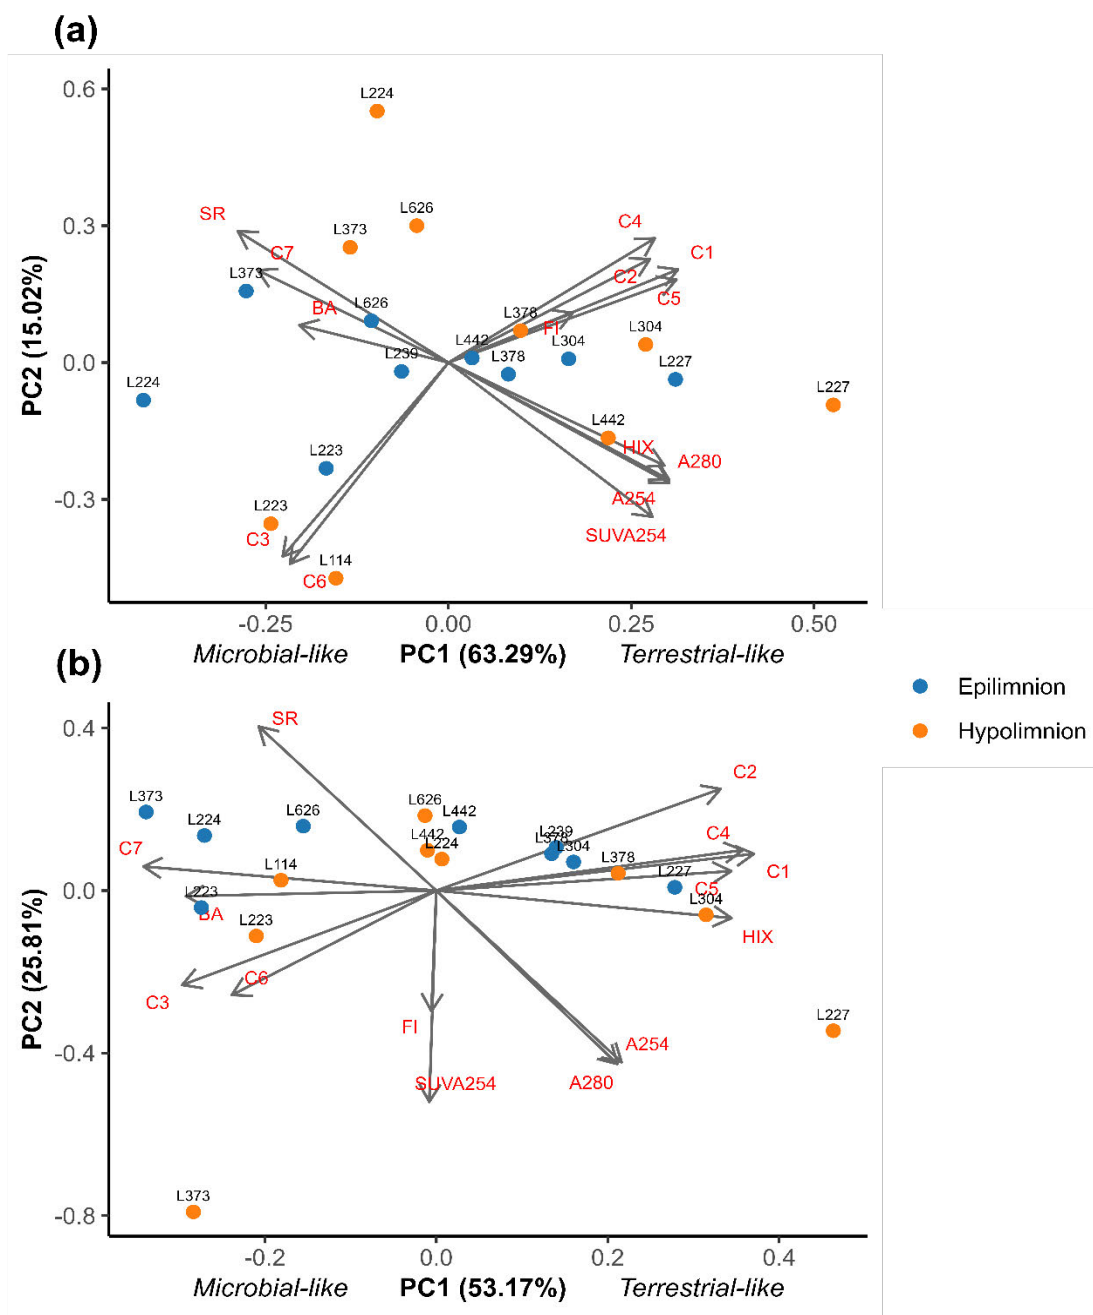 (a)
0.6
0.3
0.0
-0.3
PC2 (15.02%)
L224
L626
L373
SR
C7
L373
BA
L626
L239
L224
L223
L223
C3
L114
C6
C4
C1
C2
C5
L378
FI
L442
L378
L304
L304
L227
L227
L442
HIX
A280
A254
SUVA254
-0.25
0.00
0.25
0.50
Microbial-like
PC1 (63.29%)
Terrestrial-like
(b)
Epilimnion
Hypolimnion
0.4
0.0
-0.4
-0.8
PC2 (25.81%)
SR
L373
L224
L626
L626
L442
L442
L224
C7
L114
L223
BA
L223
C6
C3
C2
C4
C1
L239
L378
L304
L378
L227
C5
L304
HIX
L227
FI
SUVA254
A254
A280
L373
-0.2
0.0
0.2
0.4
Microbial-like
PC1 (53.17%)
Terrestrial-like